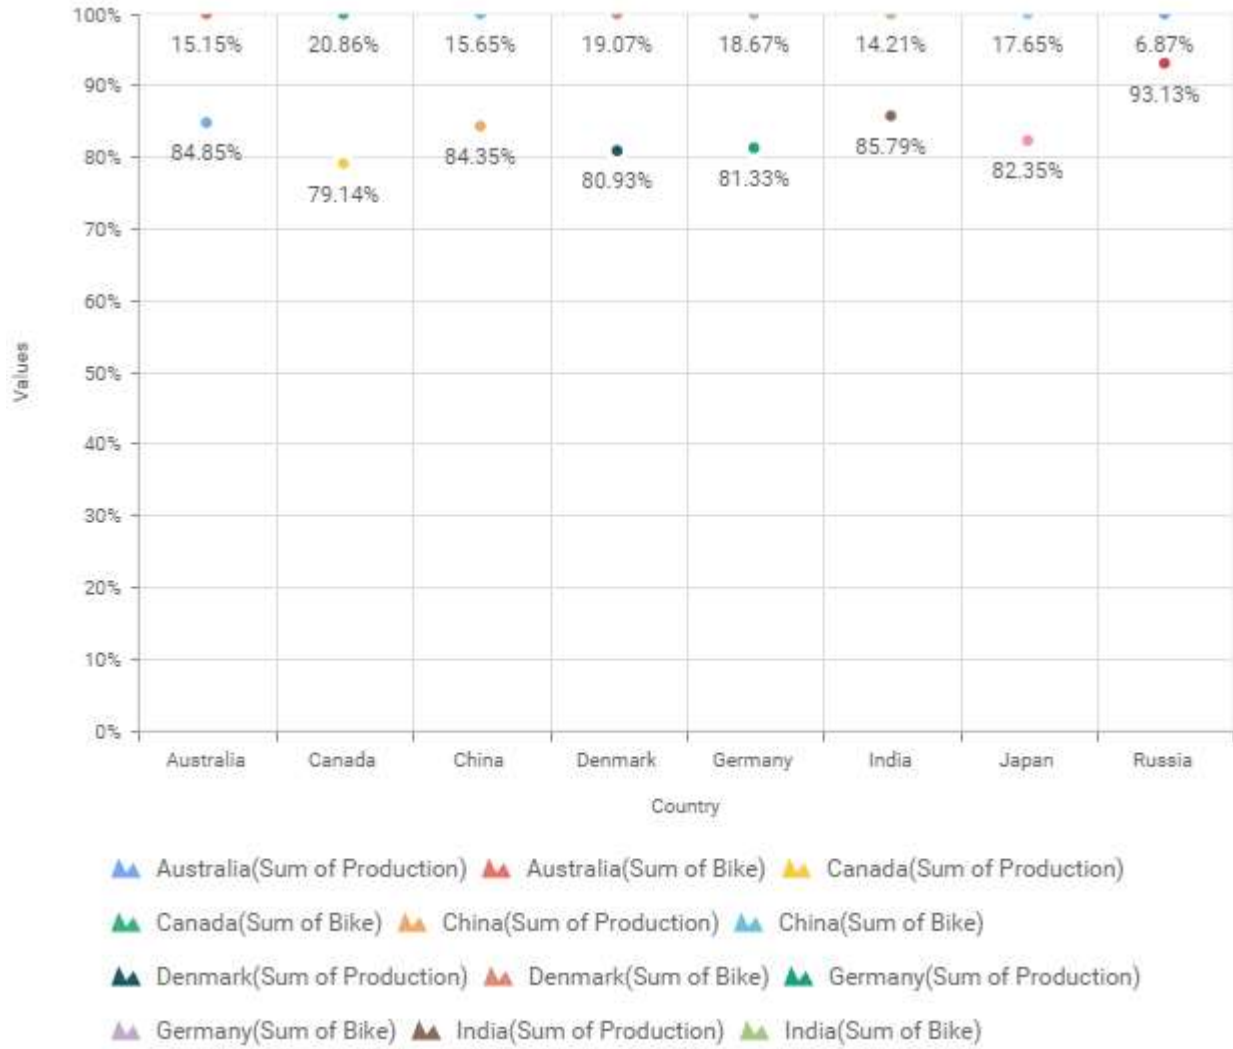 100%
15.15% 20.86% 15.65% 19.07% 18.67% 14.21% 17.65% 6.87%
90%
93.13%
84.85% 79.14% 84.35% 80.93% 81.33% 85.79% 82.35%
80%
70%
60%
50%
Values
40%
30%
20%
10%
0%
Australia Canada China Denmark Germany India Japan Russia
Country
Australia(Sum of Production) Australia(Sum of Bike) Canada(Sum of Production)
Canada(Sum of Bike) China(Sum of Production) China(Sum of Bike)
Denmark(Sum of Production) Denmark(Sum of Bike) Germany(Sum of Production)
Germany(Sum of Bike) India(Sum of Production) India(Sum of Bike)